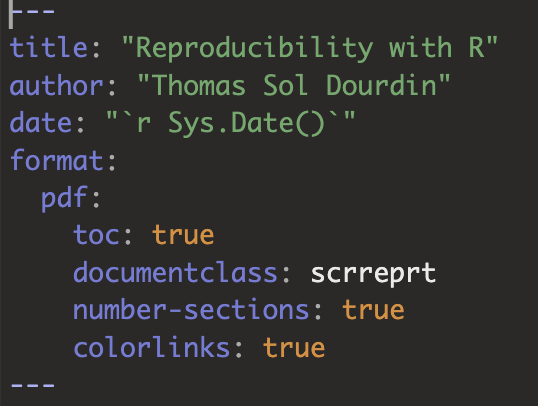 ---
title: "Reproducibility with R"
author: "Thomas Sol Dourdin"
date: "`r Sys.Date()`"
format:
  pdf:
    toc: true
    documentclass: scrreprt
    number-sections: true
    colorlinks: true
---